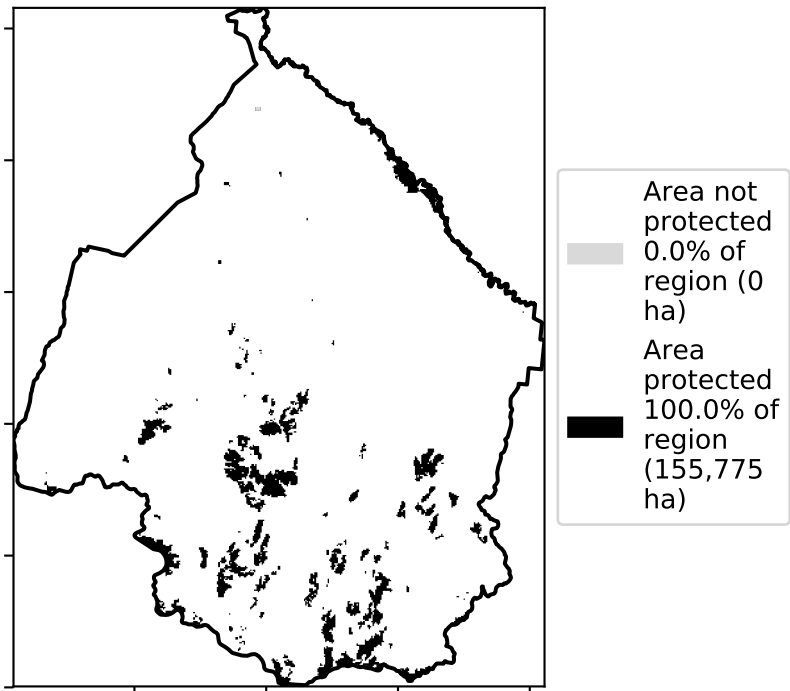 Area not
protected
0.0% of
region (0
ha)
Area
protected
100.0% of
region
(155,775
ha)